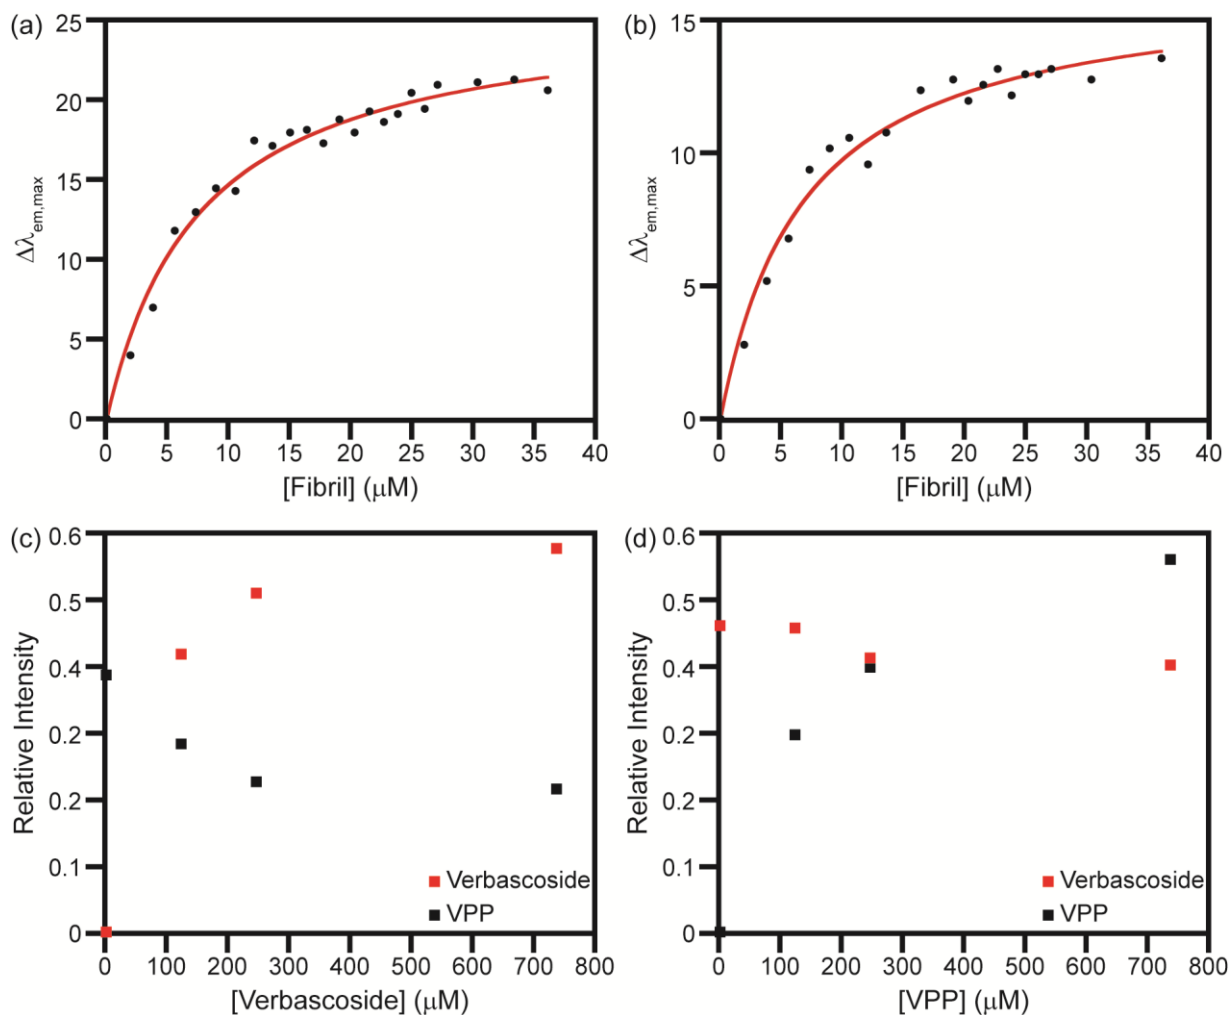 (a)
25
20
15
10
5
0
Δλem,max
0 5 10 15 20 25 30 35 40
[Fibril] (μM)
(b)
15
10
5
0
Δλem,max
0 5 10 15 20 25 30 35 40
[Fibril] (μM)
(c)
0.6
0.5
0.4
0.2
0.2
0.1
0
Relative Intensity
Verbascoside
VPP
0 100 200 300 400 500 600 700 800
[Verbascoside] (μM)
(d)
0.6
0.5
0.4
0.2
0.2
0.1
0
Relative Intensity
Verbascoside
VPP
0 100 200 300 400 500 600 700 800
[VPP] (μM)